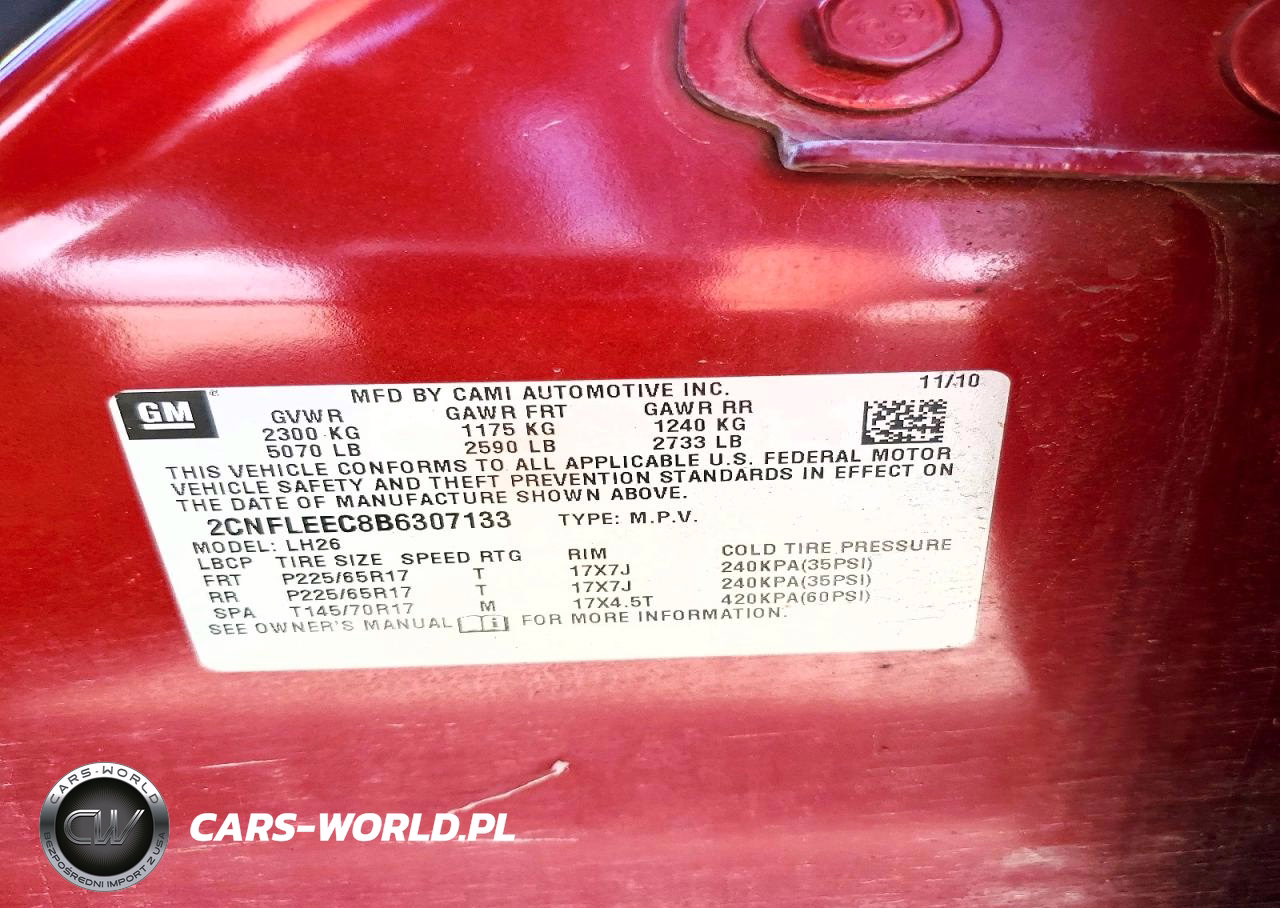 GM
MFD BY CAMI AUTOMOTIVE INC. 11/10
GVWR GAWR FRT GAWR RR
2300 KG 1175 KG 1240 KG
5070 LB 2590 LB 2733 LB
THIS VEHICLE CONFORMS TO ALL APPLICABLE U.S. FEDERAL MOTOR
VEHICLE SAFETY AND THEFT PREVENTION STANDARDS IN EFFECT ON
THE DATE OF MANUFACTURE SHOWN ABOVE.
2CNFLEEC8B6307133 TYPE: M.P.V.
MODEL: LH26
LBCP TIRE SIZE SPEED RTG RIM COLD TIRE PRESSURE
FRT P225/65R17 T 17X7J 240KPA(35PSI)
RR P225/65R17 T 17X7J 240KPA(35PSI)
SPA T145/70R17 M 17X4.5T 420KPA(60PSI)
SEE OWNER'S MANUAL FOR MORE INFORMATION.
CARS-WORLD
CW
BEZPOŚREDNI IMPORT Z USA
CARS-WORLD.PL